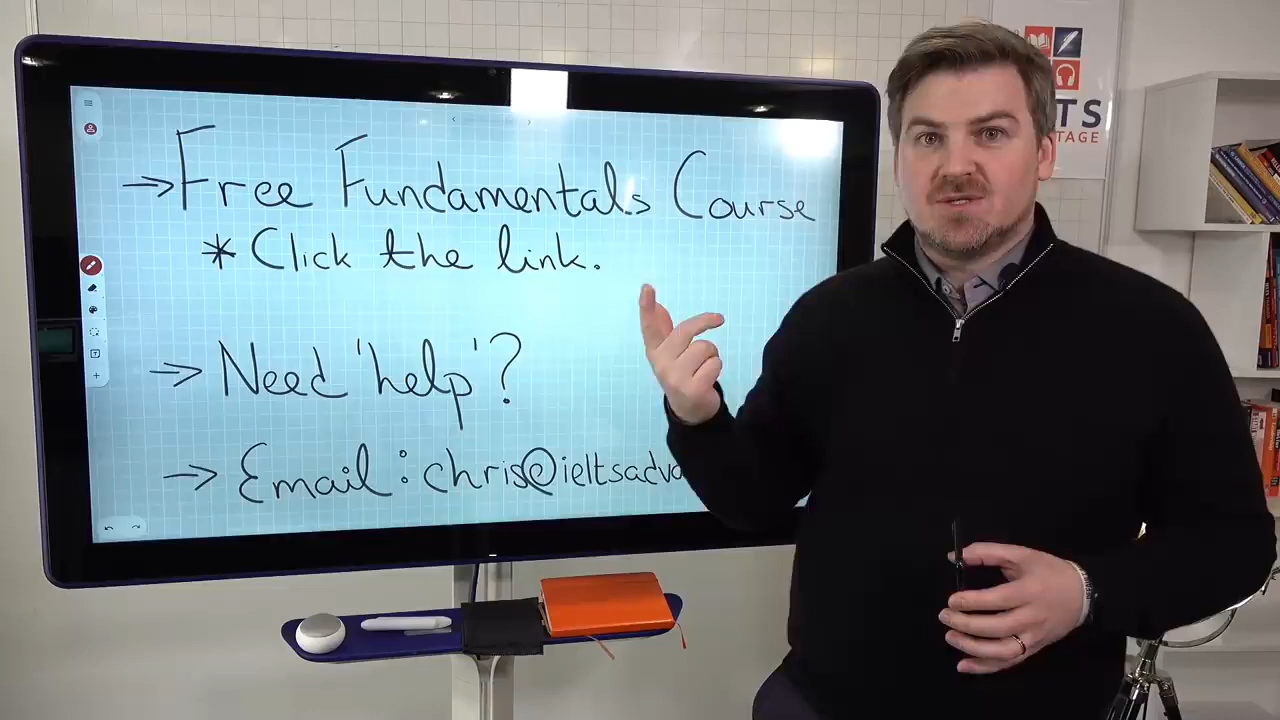 → Free Fundamentals Course
* Click the link.
→ Need 'help'?
→ Email: chris@ieltsadva
TS
TAGE